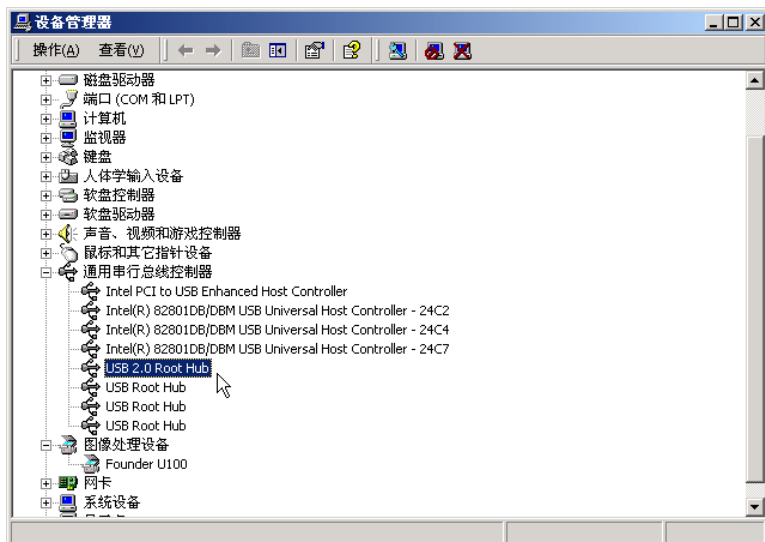 设备管理器
操作(A) 查看(V)
磁盘驱动器
端口 (COM 和 LPT)
计算机
监视器
键盘
人体学输入设备
软盘控制器
软盘驱动器
声音、视频和游戏控制器
鼠标和其它指针设备
通用串行总线控制器
Intel PCI to USB Enhanced Host Controller
Intel(R) 82801DB/DBM USB Universal Host Controller - 24C2
Intel(R) 82801DB/DBM USB Universal Host Controller - 24C4
Intel(R) 82801DB/DBM USB Universal Host Controller - 24C7
USB 2.0 Root Hub
USB Root Hub
USB Root Hub
USB Root Hub
图像处理设备
Founder U100
网卡
系统设备